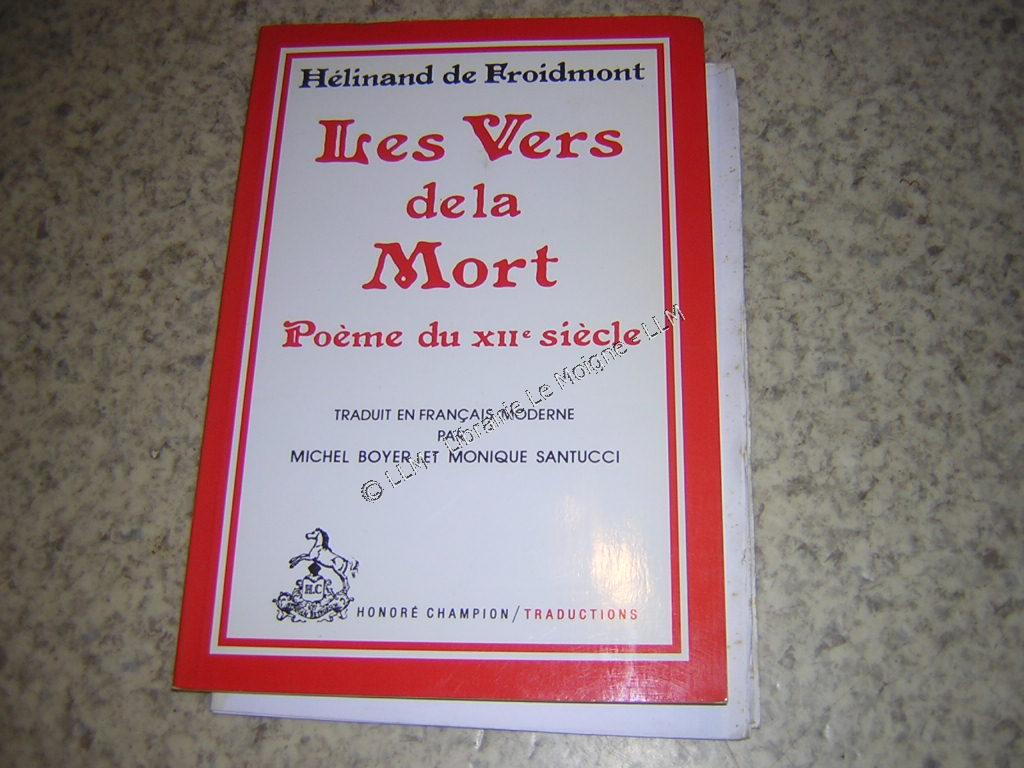 Hélinand de Froidmont
Les Vers
de la
Mort
Poème du XIIe siècle
TRADUIT EN FRANÇAIS MODERNE
PAR
MICHEL BOYER ET MONIQUE SANTUCCI
© LLM - Librairie Le Moigne - LLM
H.C
HONORÉ CHAMPION/TRADUCTIONS